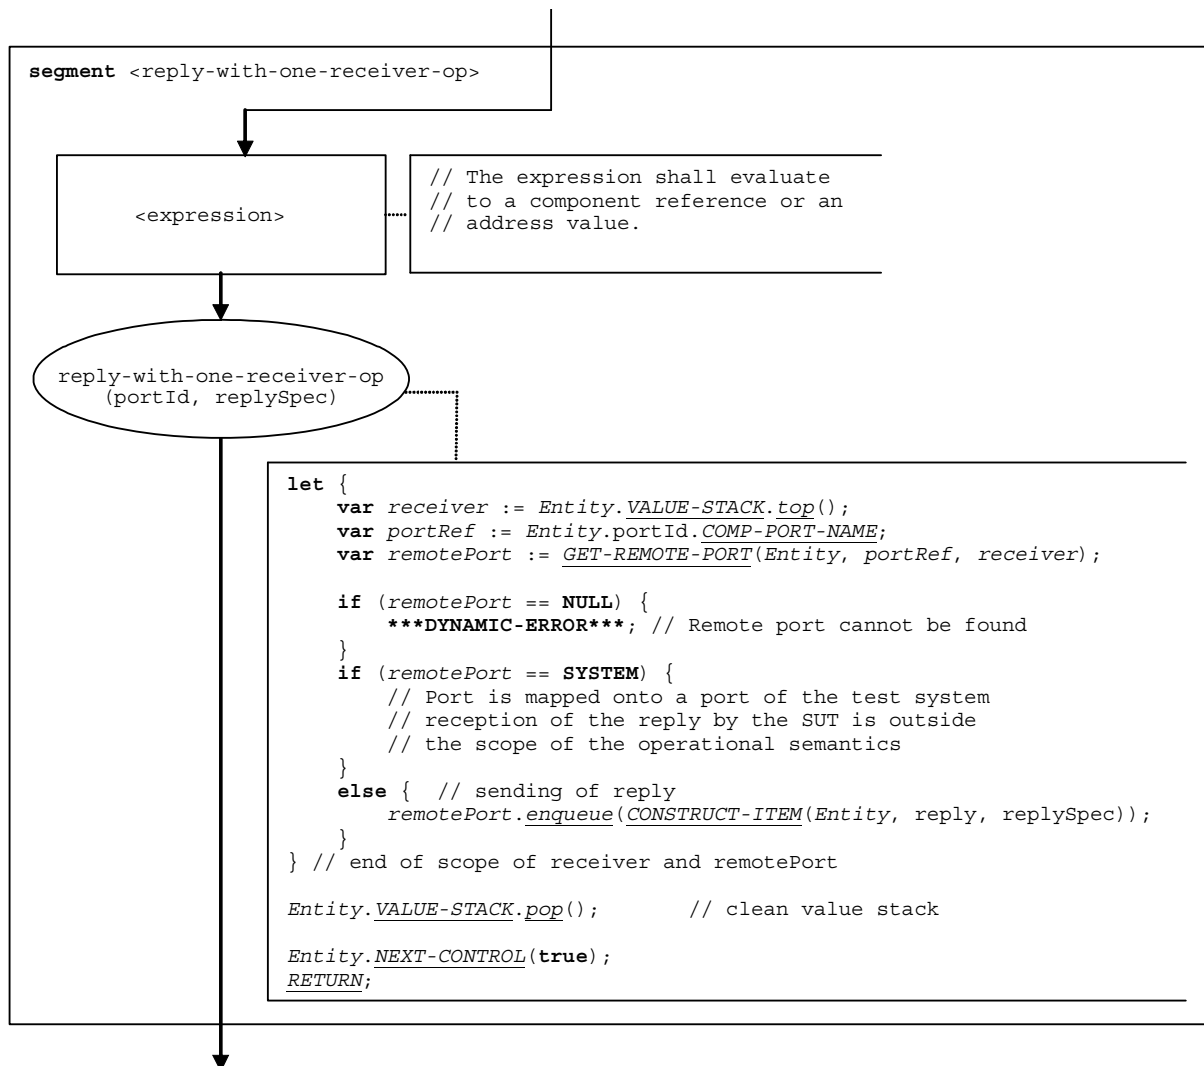 segment <reply-with-one-receiver-op>
<expression>
// The expression shall evaluate
// to a component reference or an
// address value.
reply-with-one-receiver-op
(portId, replySpec)
let {
var receiver := Entity.VALUE-STACK.top();
var portRef := Entity.portId.COMP-PORT-NAME;
var remotePort := GET-REMOTE-PORT(Entity, portRef, receiver);
if (remotePort == NULL) {
***DYNAMIC-ERROR***; // Remote port cannot be found
}
if (remotePort == SYSTEM) {
// Port is mapped onto a port of the test system
// reception of the reply by the SUT is outside
// the scope of the operational semantics
}
else { // sending of reply
remotePort.enqueue(CONSTRUCT-ITEM(Entity, reply, replySpec));
}
} // end of scope of receiver and remotePort
Entity.VALUE-STACK.pop(); // clean value stack
Entity.NEXT-CONTROL(true);
RETURN;